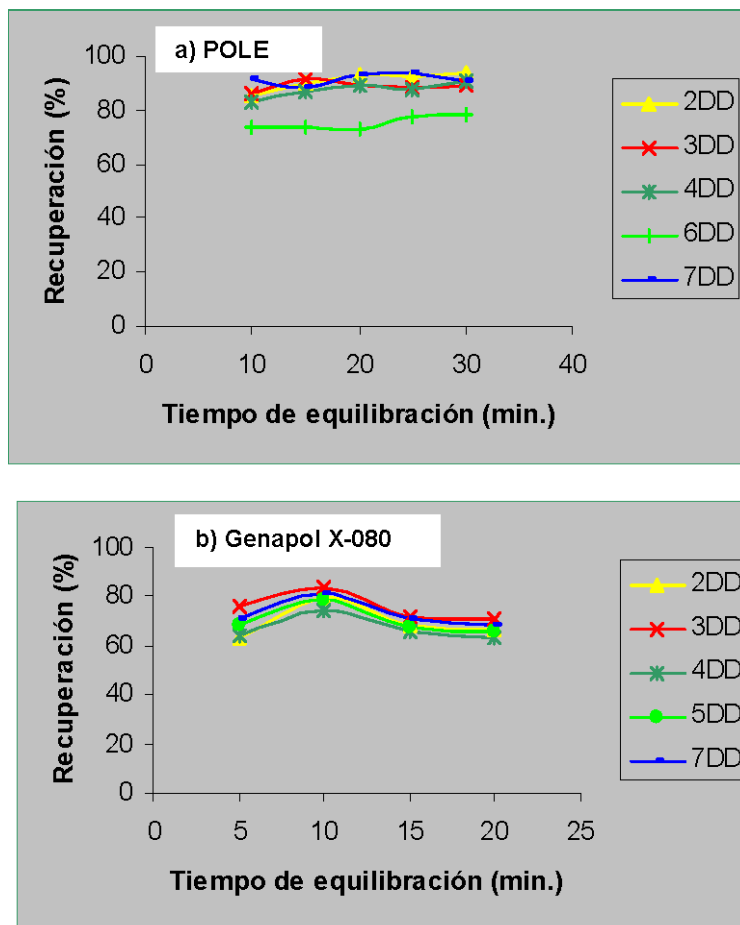 a) POLE
Recuperación (%)
100
80
60
40
20
0
0 10 20 30 40
Tiempo de equilibración (min.)
2DD
3DD
4DD
6DD
7DD
b) Genapol X-080
Recuperación (%)
100
80
60
40
20
0
0 5 10 15 20 25
Tiempo de equilibración (min.)
2DD
3DD
4DD
5DD
7DD